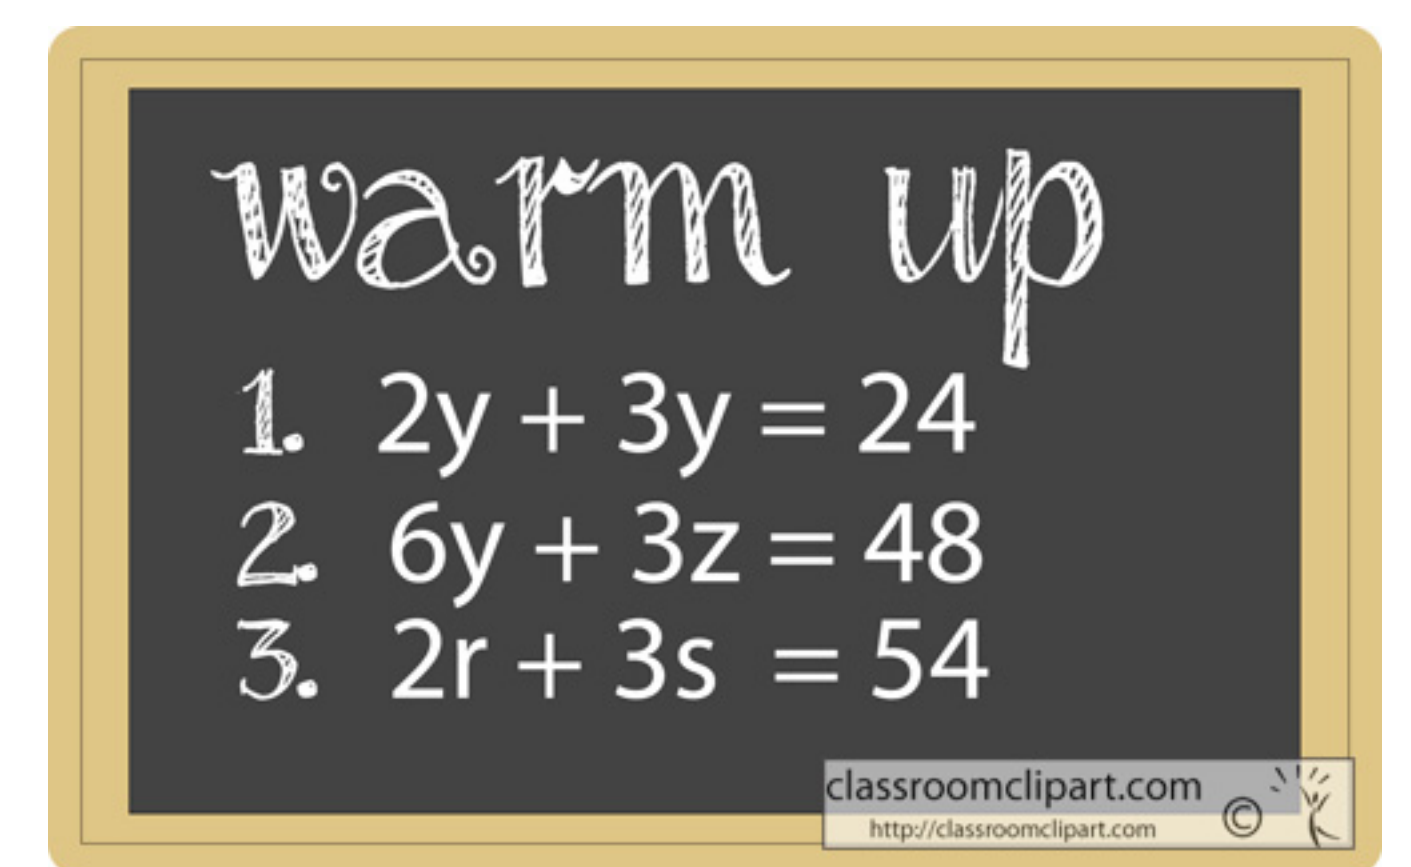 warm up
1. 2y + 3y = 24
2. 6y + 3z = 48
3. 2r + 3s = 54
classroomclipart.com
http://classroomclipart.com ©